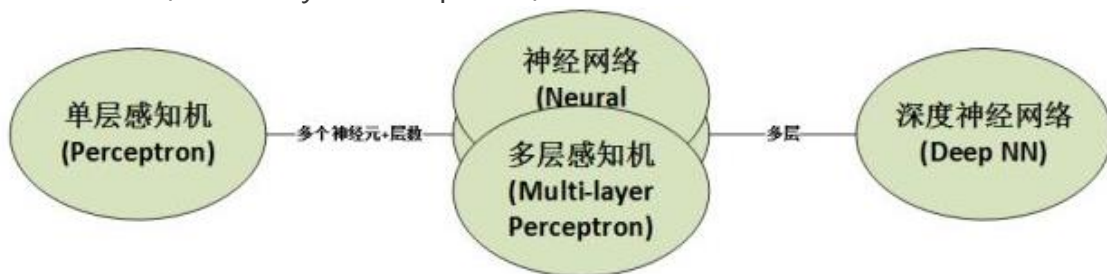 单层感知机
(Perceptron)
多个神经元+层数
神经网络
(Neural
多层感知机
(Multi-layer
Perceptron)
多层
深度神经网络
(Deep NN)